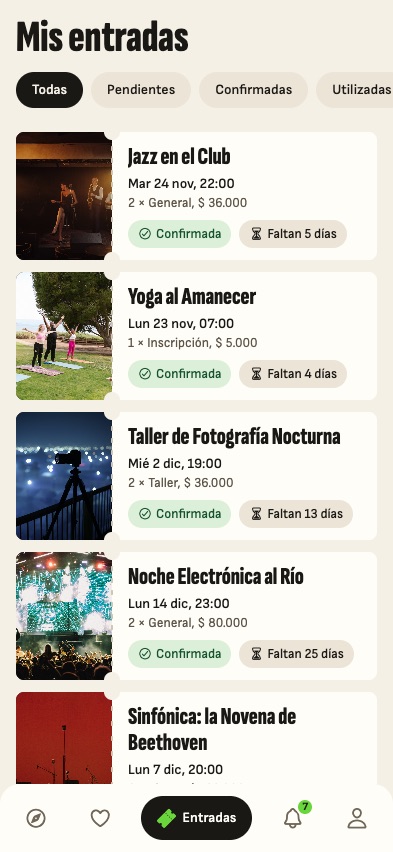 Mis entradas
Todas
Pendientes
Confirmadas
Utilizadas
Jazz en el Club
Mar 24 nov, 22:00
2 × General, $ 36.000
Confirmada
Faltan 5 días
Yoga al Amanecer
Lun 23 nov, 07:00
1 × Inscripción, $ 5.000
Confirmada
Faltan 4 días
Taller de Fotografía Nocturna
Mié 2 dic, 19:00
2 × Taller, $ 36.000
Confirmada
Faltan 13 días
Noche Electrónica al Río
Lun 14 dic, 23:00
2 × General, $ 80.000
Confirmada
Faltan 25 días
Sinfónica: la Novena de
Beethoven
Lun 7 dic, 20:00
Entradas
7